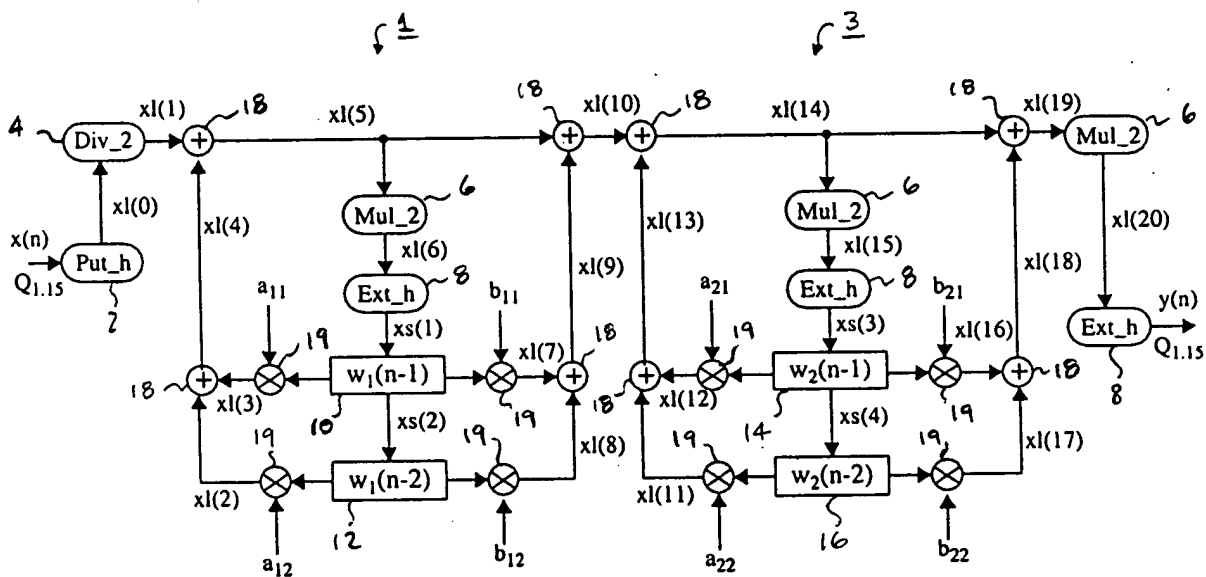 1
3
xl(1)
18
xl(5)
18
xl(10)
18
xl(14)
18
xl(19)
6
4
Div_2
+
+
+
+
Mul_2
xl(0)
xl(4)
6
Mul_2
xl(6)
xl(9)
xl(13)
6
Mul_2
xl(15)
xl(18)
xl(20)
x(n)
Put_h
Q1.15
2
a11
8
Ext_h
b11
a21
8
Ext_h
b21
y(n)
Ext_h
Q1.15
8
xs(1)
xl(7)
18
xs(3)
xl(16)
18
+
xl(3)
19
w1(n-1)
10
19
+
18
+
xl(12)
19
w2(n-1)
14
19
+
18
xs(2)
xl(8)
xs(4)
xl(17)
19
w1(n-2)
12
19
19
w2(n-2)
16
19
xl(2)
xl(11)
a12
b12
a22
b22